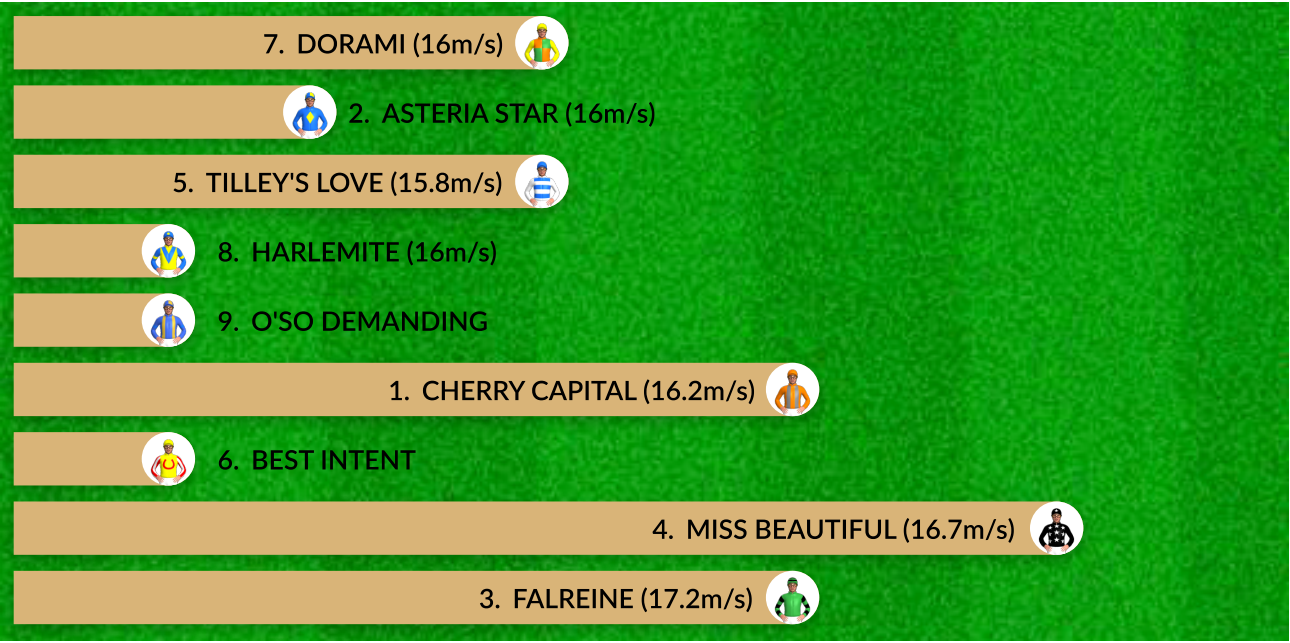 7. DORAMI (16m/s)
2. ASTERIA STAR (16m/s)
5. TILLEY'S LOVE (15.8m/s)
8. HARLEMITE (16m/s)
9. O'SO DEMANDING
1. CHERRY CAPITAL (16.2m/s)
6. BEST INTENT
4. MISS BEAUTIFUL (16.7m/s)
3. FALREINE (17.2m/s)